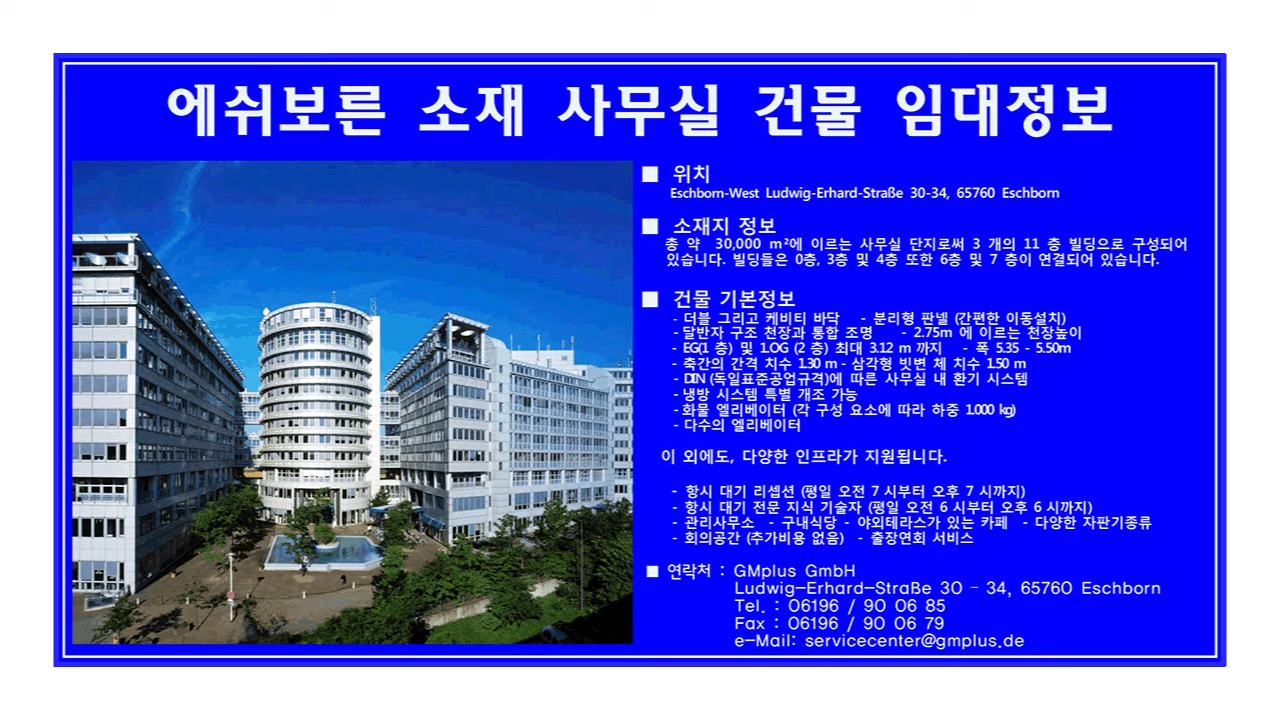 에쉬보른 소재 사무실 건물 임대정보
■ 위치
Eschborn-West Ludwig-Erhard-Straße 30-34, 65760 Eschborn
■ 소재지 정보
총 약 30,000 m²에 이르는 사무실 단지로써 3 개의 11 층 빌딩으로 구성되어
있습니다. 빌딩들은 0층, 3층 및 4층 또한 6층 및 7 층이 연결되어 있습니다.
■ 건물 기본정보
- 더블 그리고 케비티 바닥 - 분리형 판넬 (간편한 이동설치)
- 달반자 구조 천장과 통합 조명 - 2.75m 에 이르는 천장높이
- EG(1 층) 및 1.OG (2 층) 최대 3.12 m 까지 - 폭 5.35 - 5.50m
- 축간의 간격 치수 1.30 m - 삼각형 빗변 체 치수 1.50 m
- DIN (독일표준공업규격)에 따른 사무실 내 환기 시스템
- 냉방 시스템 특별 개조 가능
- 화물 엘리베이터 (각 구성 요소에 따라 하중 1.000 kg)
- 다수의 엘리베이터
이 외에도, 다양한 인프라가 지원됩니다.
- 항시 대기 리셉션 (평일 오전 7 시부터 오후 7 시까지)
- 항시 대기 전문 지식 기술자 (평일 오전 6 시부터 오후 6 시까지)
- 관리사무소 - 구내식당 - 야외테라스가 있는 카페 - 다양한 자판기종류
- 회의공간 (추가비용 없음) - 출장연회 서비스
■ 연락처 : GMplus GmbH
Ludwig-Erhard-Straße 30 - 34, 65760 Eschborn
Tel. : 06196 / 90 06 85
Fax : 06196 / 90 06 79
e-Mail: servicecenter@gmplus.de